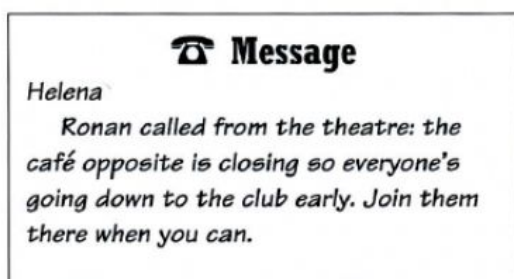 ☎ Message
Helena
Ronan called from the theatre: the
café opposite is closing so everyone's
going down to the club early. Join them
there when you can.